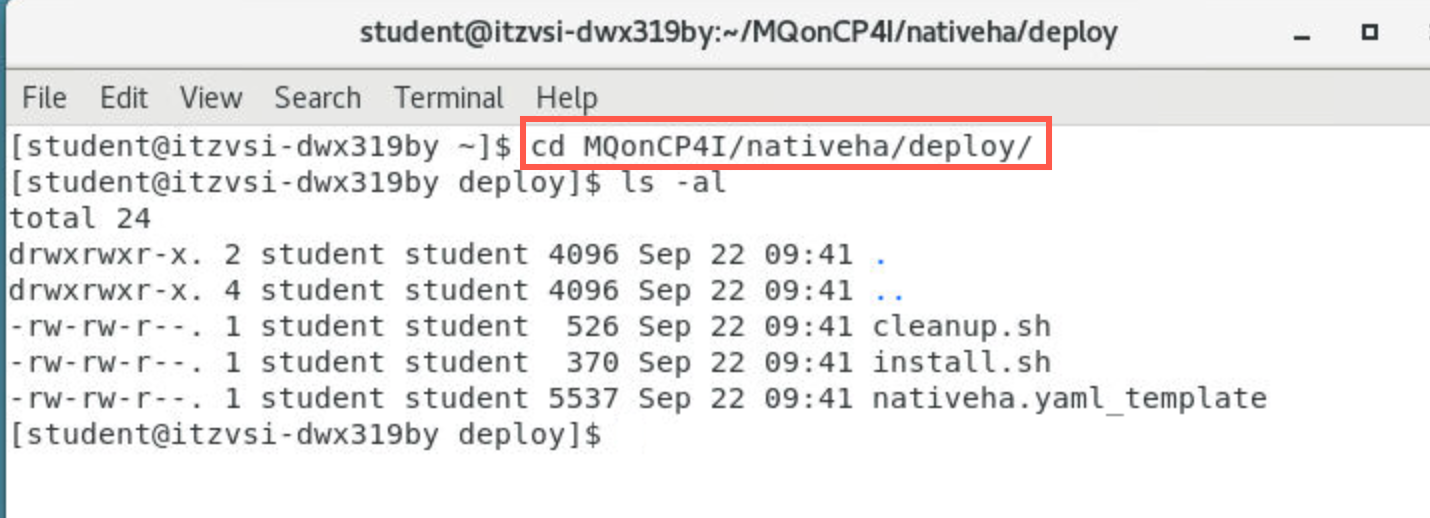 student@itzvsi-dwx319by:~/MQonCP4I/nativeha/deploy
File Edit View Search Terminal Help
[student@itzvsi-dwx319by ~]$ cd MQonCP4I/nativeha/deploy/
[student@itzvsi-dwx319by deploy]$ ls -al
total 24
drwxrwxr-x. 2 student student 4096 Sep 22 09:41 .
drwxrwxr-x. 4 student student 4096 Sep 22 09:41 ..
-rw-rw-r--. 1 student student  526 Sep 22 09:41 cleanup.sh
-rw-rw-r--. 1 student student  370 Sep 22 09:41 install.sh
-rw-rw-r--. 1 student student 5537 Sep 22 09:41 nativeha.yaml_template
[student@itzvsi-dwx319by deploy]$